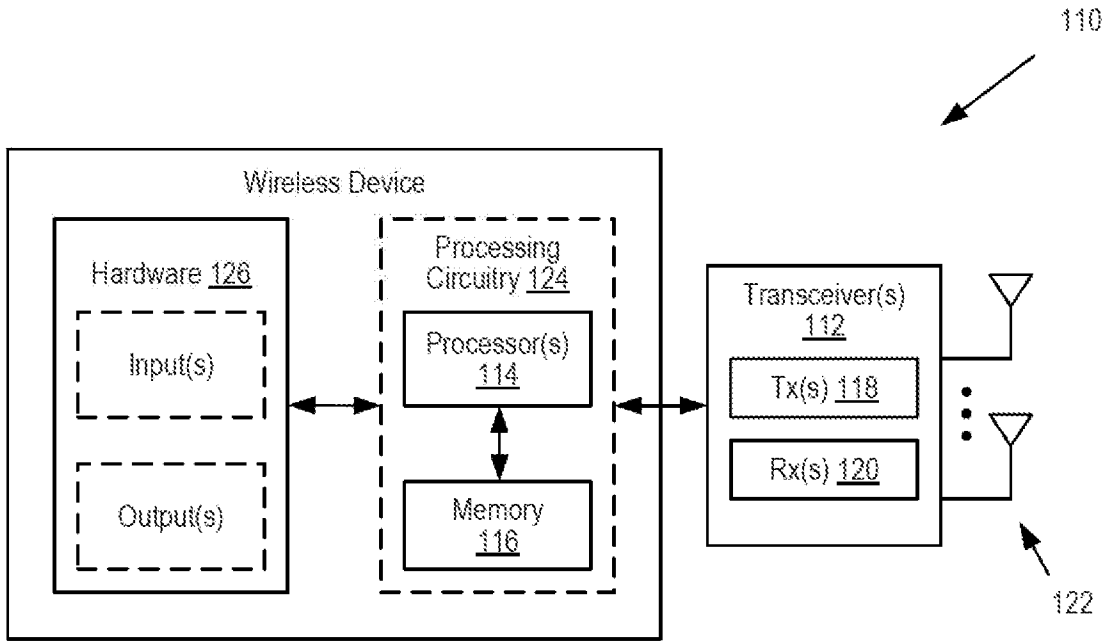 110
Wireless Device
Hardware 126
Input(s)
Output(s)
Processing
Circuitry 124
Processor(s)
114
Memory
116
Transceiver(s)
112
Tx(s) 118
Rx(s) 120
122